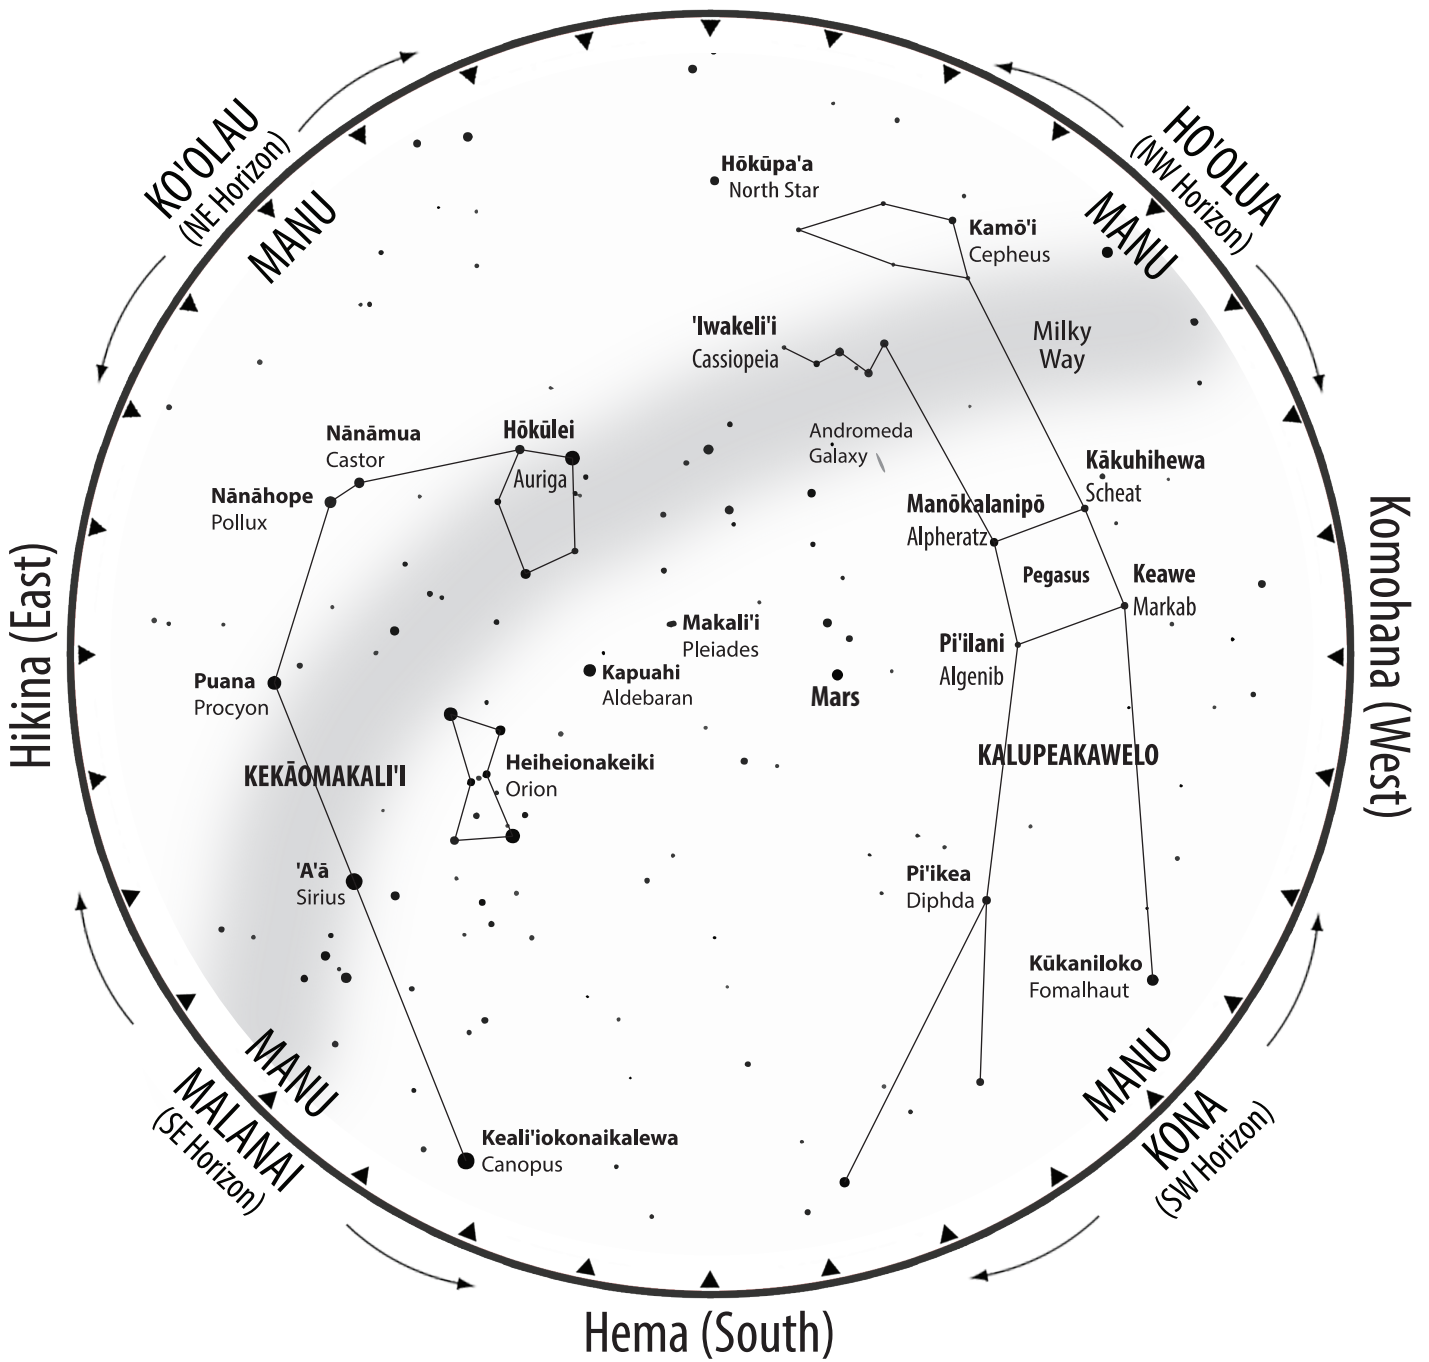 KO'OLAU
(NE Horizon)
MANU
HO'OLUA
(NW Horizon)
MANU
Hōkūpa'a
North Star
Kamō'i
Cepheus
'Iwakeli'i
Cassiopeia
Milky
Way
Nānāmua
Castor
Hōkūlei
Auriga
Andromeda
Galaxy
Kākuhihewa
Scheat
Nānāhope
Pollux
Manōkalanipō
Alpheratz
Pegasus
Keawe
Markab
Hikina (East)
Komohana (West)
Makali'i
Pleiades
Pi'ilani
Algenib
Puana
Procyon
Kapuahi
Aldebaran
Mars
KEKĀOMAKALI'I
Heiheionakeiki
Orion
KALUPEAKAWELO
'A'ā
Sirius
Pi'ikea
Diphda
Kūkaniloko
Fomalhaut
MANU
MALANAI
(SE Horizon)
MANU
KONA
(SW Horizon)
Keali'iokonaikalewa
Canopus
Hema (South)